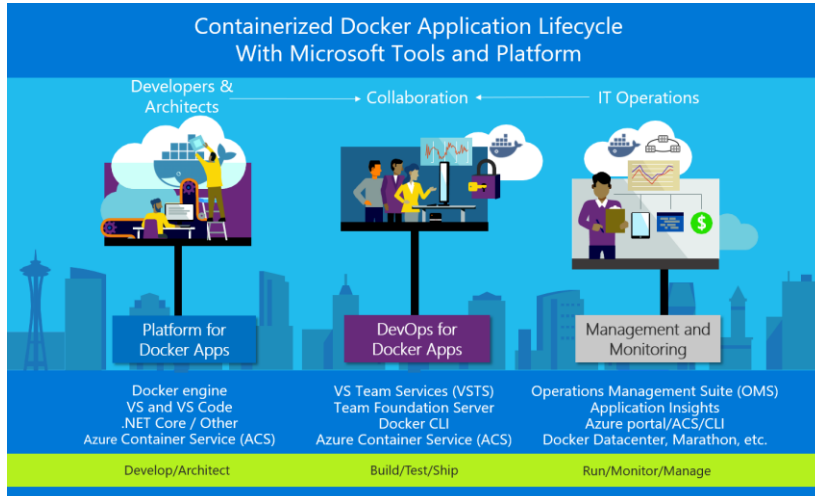 Containerized Docker Application Lifecycle
With Microsoft Tools and Platform
Developers &
Architects
Collaboration
IT Operations
$
Platform for
Docker Apps
DevOps for
Docker Apps
Management and
Monitoring
Docker engine
VS and VS Code
.NET Core / Other
Azure Container Service (ACS)
VS Team Services (VSTS)
Team Foundation Server
Docker CLI
Azure Container Service (ACS)
Operations Management Suite (OMS)
Application Insights
Azure portal/ACS/CLI
Docker Datacenter, Marathon, etc.
Develop/Architect
Build/Test/Ship
Run/Monitor/Manage